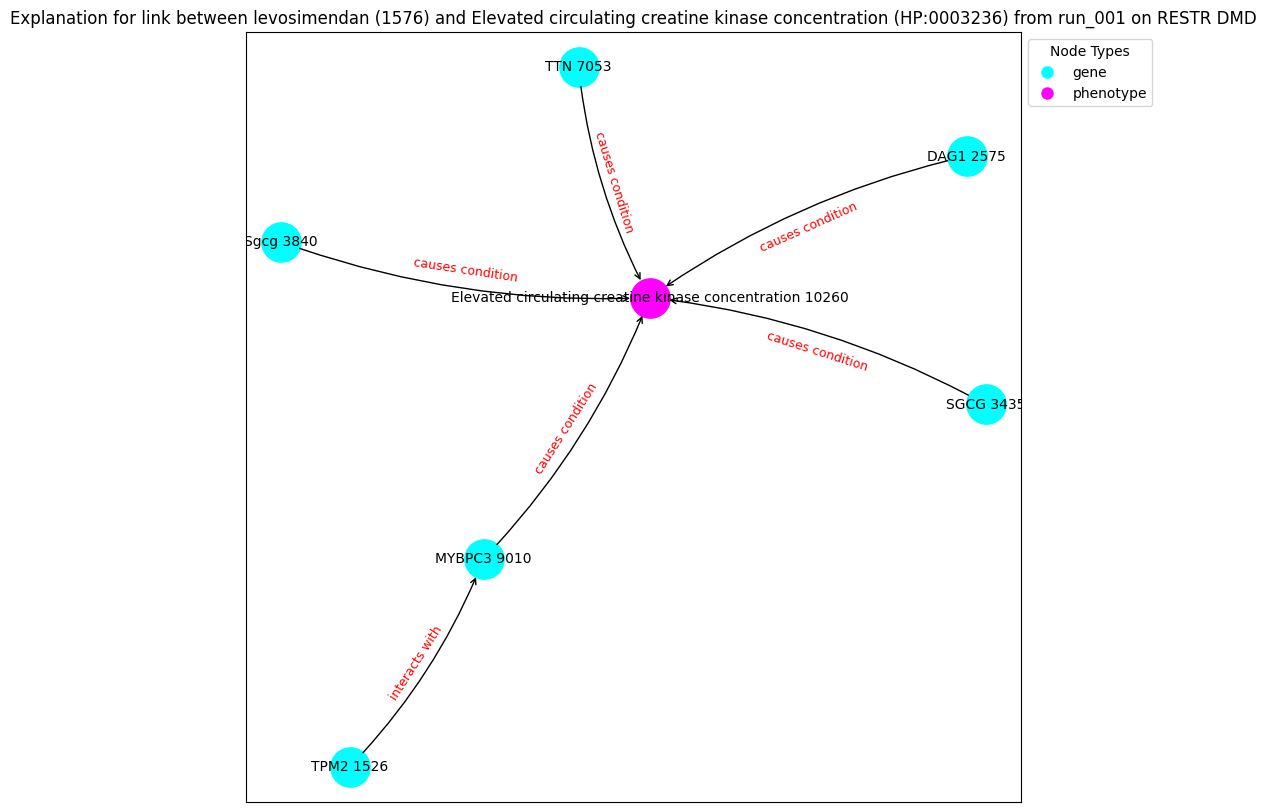 Explanation for link between levosimendan (1576) and Elevated circulating creatine kinase concentration (HP:0003236) from run_001 on RESTR DMD
Node Types
gene
phenotype
TTN 7053
causes condition
DAG1 2575
causes condition
Sgcg 3840
causes condition
Elevated circulating creatine kinase concentration 10260
causes condition
SGCG 3435
causes condition
MYBPC3 9010
interacts with
TPM2 1526